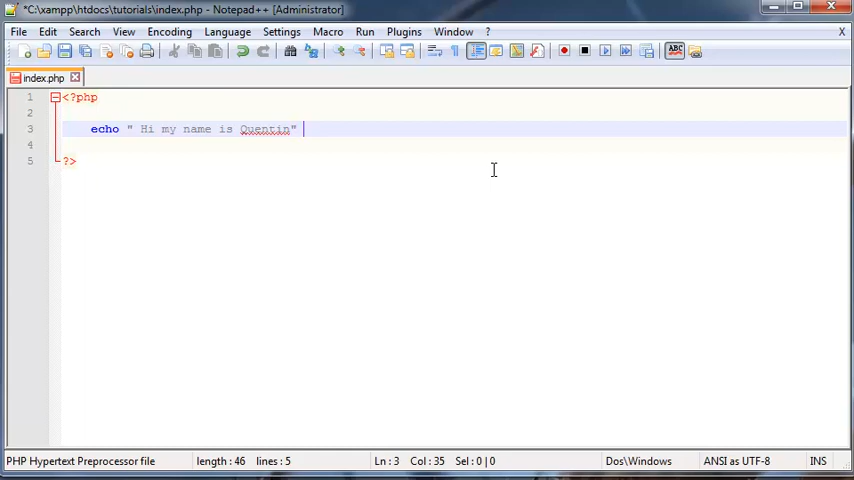 *C:\xampp\htdocs\tutorials\index.php - Notepad++ [Administrator]
File Edit Search View Encoding Language Settings Macro Run Plugins Window ? X
ABC
index.php
1 <?php
2
3 echo " Hi my name is Quentin"
4
5 ?>
PHP Hypertext Preprocessor file length : 46 lines : 5 Ln : 3 Col : 35 Sel : 0 | 0 Dos\Windows ANSI as UTF-8 INS